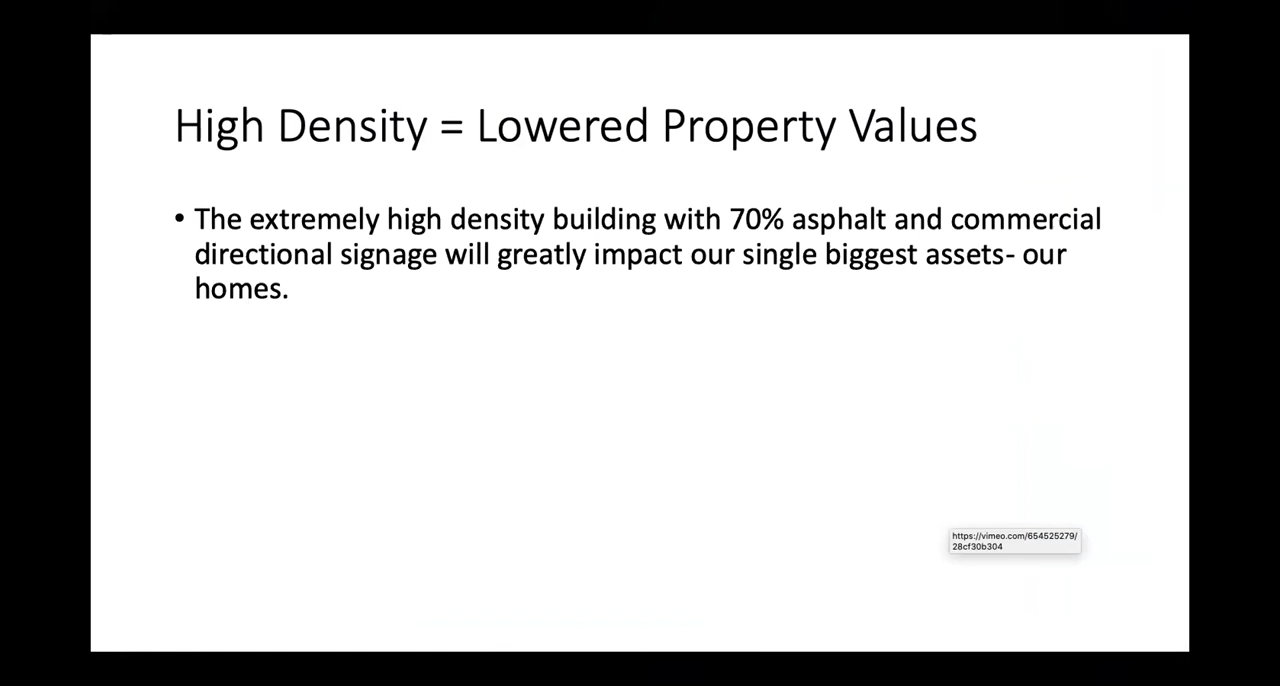 High Density = Lowered Property Values
• The extremely high density building with 70% asphalt and commercial
directional signage will greatly impact our single biggest assets- our
homes.
https://vimeo.com/654525279/
28cf30b304